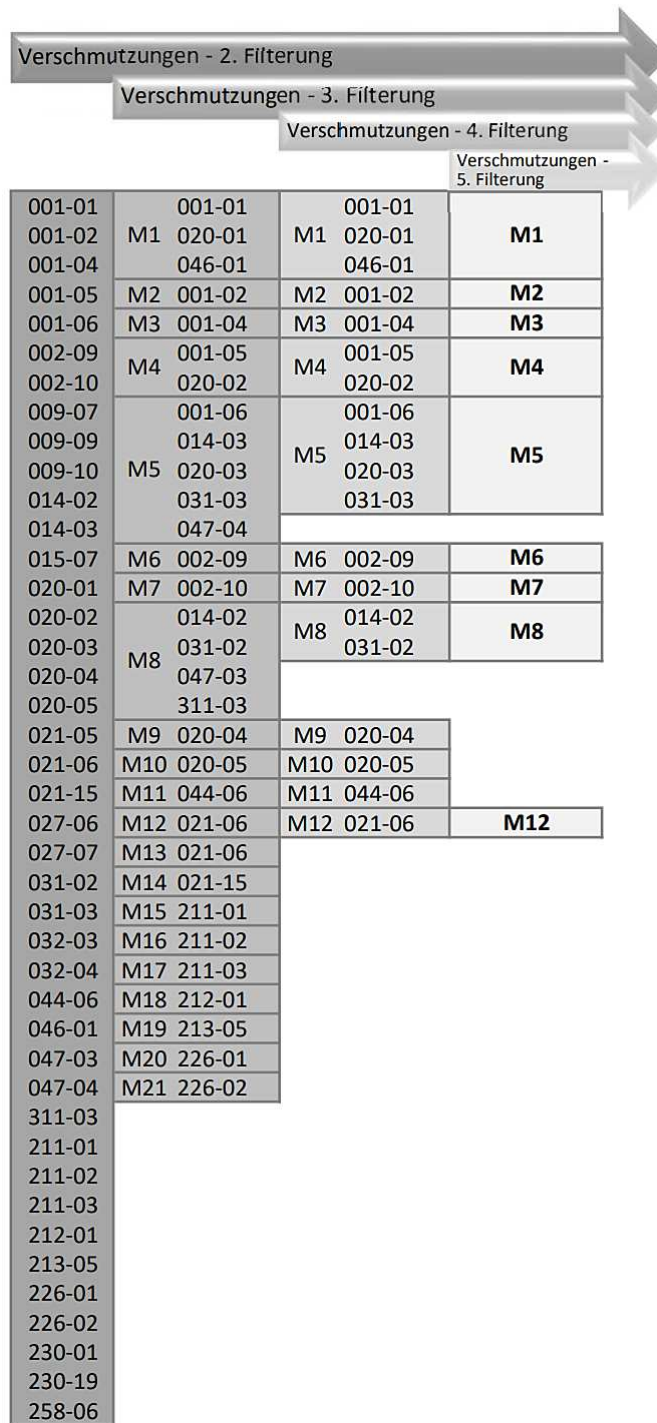 Verschmutzungen - 2. Filterung
Verschmutzungen - 3. Filterung
Verschmutzungen - 4. Filterung
Verschmutzungen -
5. Filterung
001-01 001-01 001-01
001-02 M1 020-01 M1 020-01 M1
001-04 046-01 046-01
001-05 M2 001-02 M2 001-02 M2
001-06 M3 001-04 M3 001-04 M3
002-09 M4 001-05 M4 001-05 M4
002-10 020-02 020-02
009-07 001-06 001-06
009-09 014-03 M5 014-03 M5
009-10 M5 020-03 020-03
014-02 031-03 031-03
014-03 047-04
015-07 M6 002-09 M6 002-09 M6
020-01 M7 002-10 M7 002-10 M7
020-02 014-02 M8 014-02 M8
020-03 M8 031-02 031-02
020-04 047-03
020-05 311-03
021-05 M9 020-04 M9 020-04
021-06 M10 020-05 M10 020-05
021-15 M11 044-06 M11 044-06
027-06 M12 021-06 M12 021-06 M12
027-07 M13 021-06
031-02 M14 021-15
031-03 M15 211-01
032-03 M16 211-02
032-04 M17 211-03
044-06 M18 212-01
046-01 M19 213-05
047-03 M20 226-01
047-04 M21 226-02
311-03
211-01
211-02
211-03
212-01
213-05
226-01
226-02
230-01
230-19
258-06